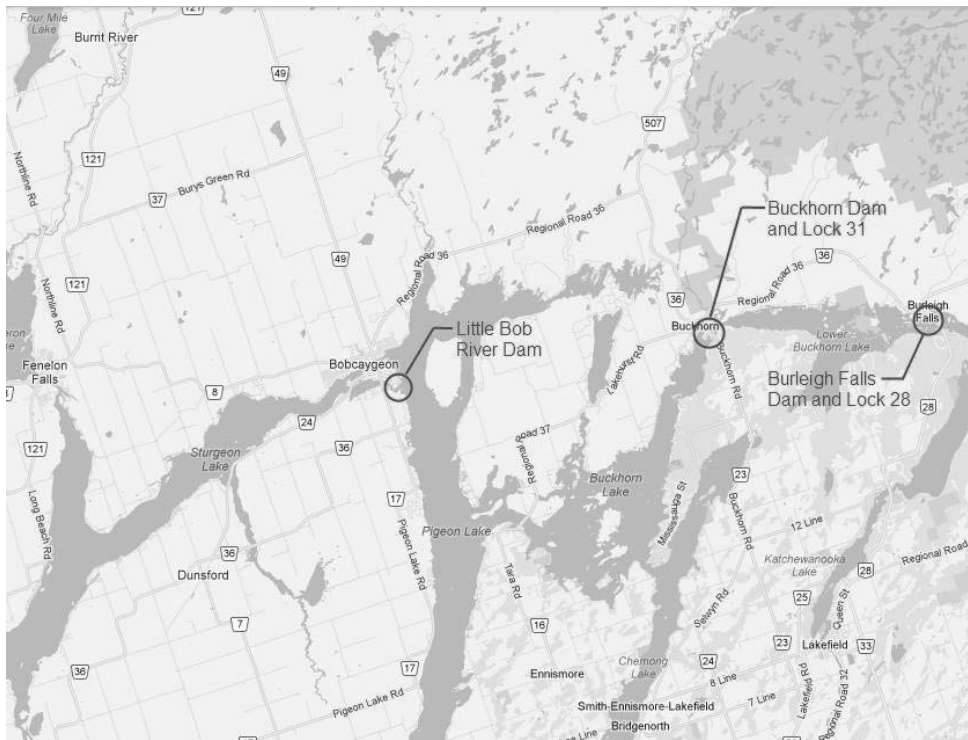 Four Mile
Lake
121
Burnt River
49
507
121
Northline Rd
37
Burys Green Rd
Regional Road 36
Buckhorn Dam
and Lock 31
49
Regional Road 36
36
Regional Road 36
121
Northline Rd
36
Burleigh
Falls
Buckhorn
Lower
Buckhorn Lake
Little Bob
River Dam
Bobcaygeon
Fenelon
Falls
8
Lakehurst Rd
Buckhorn Rd
Burleigh Falls
Dam and Lock 28
24
28
121
36
Regional Road 37
Sturgeon
Lake
23
Long Beach Rd
17
Buckhorn
Lake
Mississauga St
Buckhorn Rd
Pigeon Lake
12 Line
36
Dunsford
Pigeon Lake Rd
Tara Rd
Katchewanooka
Lake
Regional Road
28
7
16
Selwyn Rd
25
Queen St
23
Lakefield
33
36
17
Ennismore
Chemong
Lake
24
8 Line
Lakefield Rd
Regional Road 32
Pigeon Lake Rd
7 Line
Smith-Ennismore-Lakefield
Bridgenorth